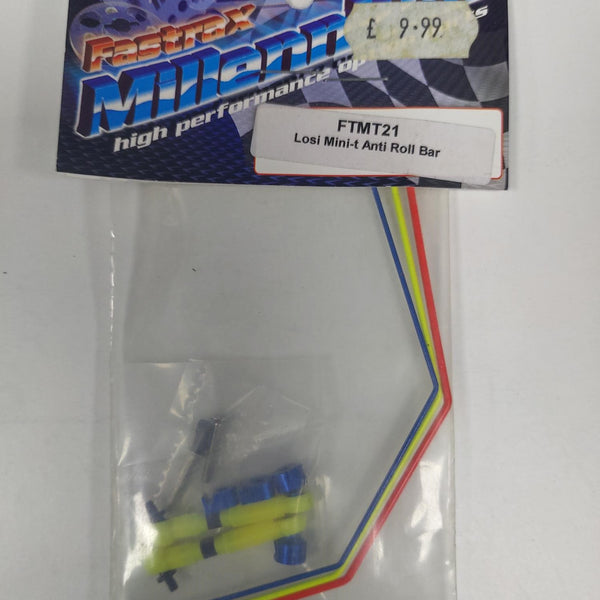 Fastrax
£ 9.99
high performance
FTMT21
Losi Mini-t Anti Roll Bar